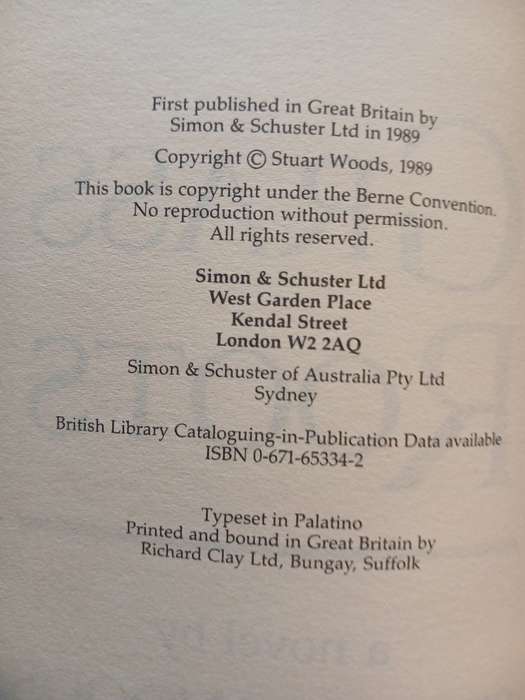 First published in Great Britain by
Simon & Schuster Ltd in 1989
Copyright © Stuart Woods, 1989
This book is copyright under the Berne Convention.
No reproduction without permission.
All rights reserved.
Simon & Schuster Ltd
West Garden Place
Kendal Street
London W2 2AQ
Simon & Schuster of Australia Pty Ltd
Sydney
British Library Cataloguing-in-Publication Data available
ISBN 0-671-65334-2
Typeset in Palatino
Printed and bound in Great Britain by
Richard Clay Ltd, Bungay, Suffolk